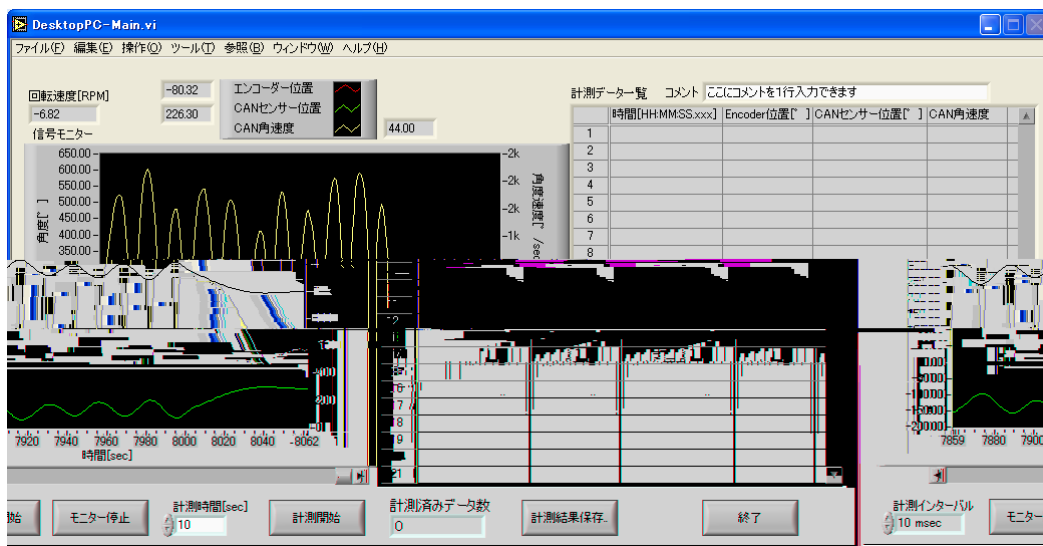 DesktopPC-Main.vi
ファイル(F) 編集(E) 操作(O) ツール(T) 参照(B) ウィンドウ(W) ヘルプ(H)
回転速度[RPM]
-6.82
-80.32
226.30
エンコーダー位置
CANセンサー位置
CAN角速度
44.00
信号モニター
計測データ一覧 コメント ここにコメントを1行入力できます
時間[HH:MM:SS.xxx] Encoder位置[° ] CANセンサー位置[° ] CAN角速度
1
2
3
4
5
6
7
8
650.00
600.00
550.00
500.00
450.00
400.00
350.00
角度[° ]
-2k
-2k
-2k
-1k
角度速度[° /sec
17
18
19
21
7920 7940 7960 7980 8000 8020 8040 -8062
時間[sec]
7859 7880 7900
モニター停止
計測時間[sec]
10
計測開始
計測済みデータ数
0
計測結果保存..
終了
計測インターバル
10 msec
モニター